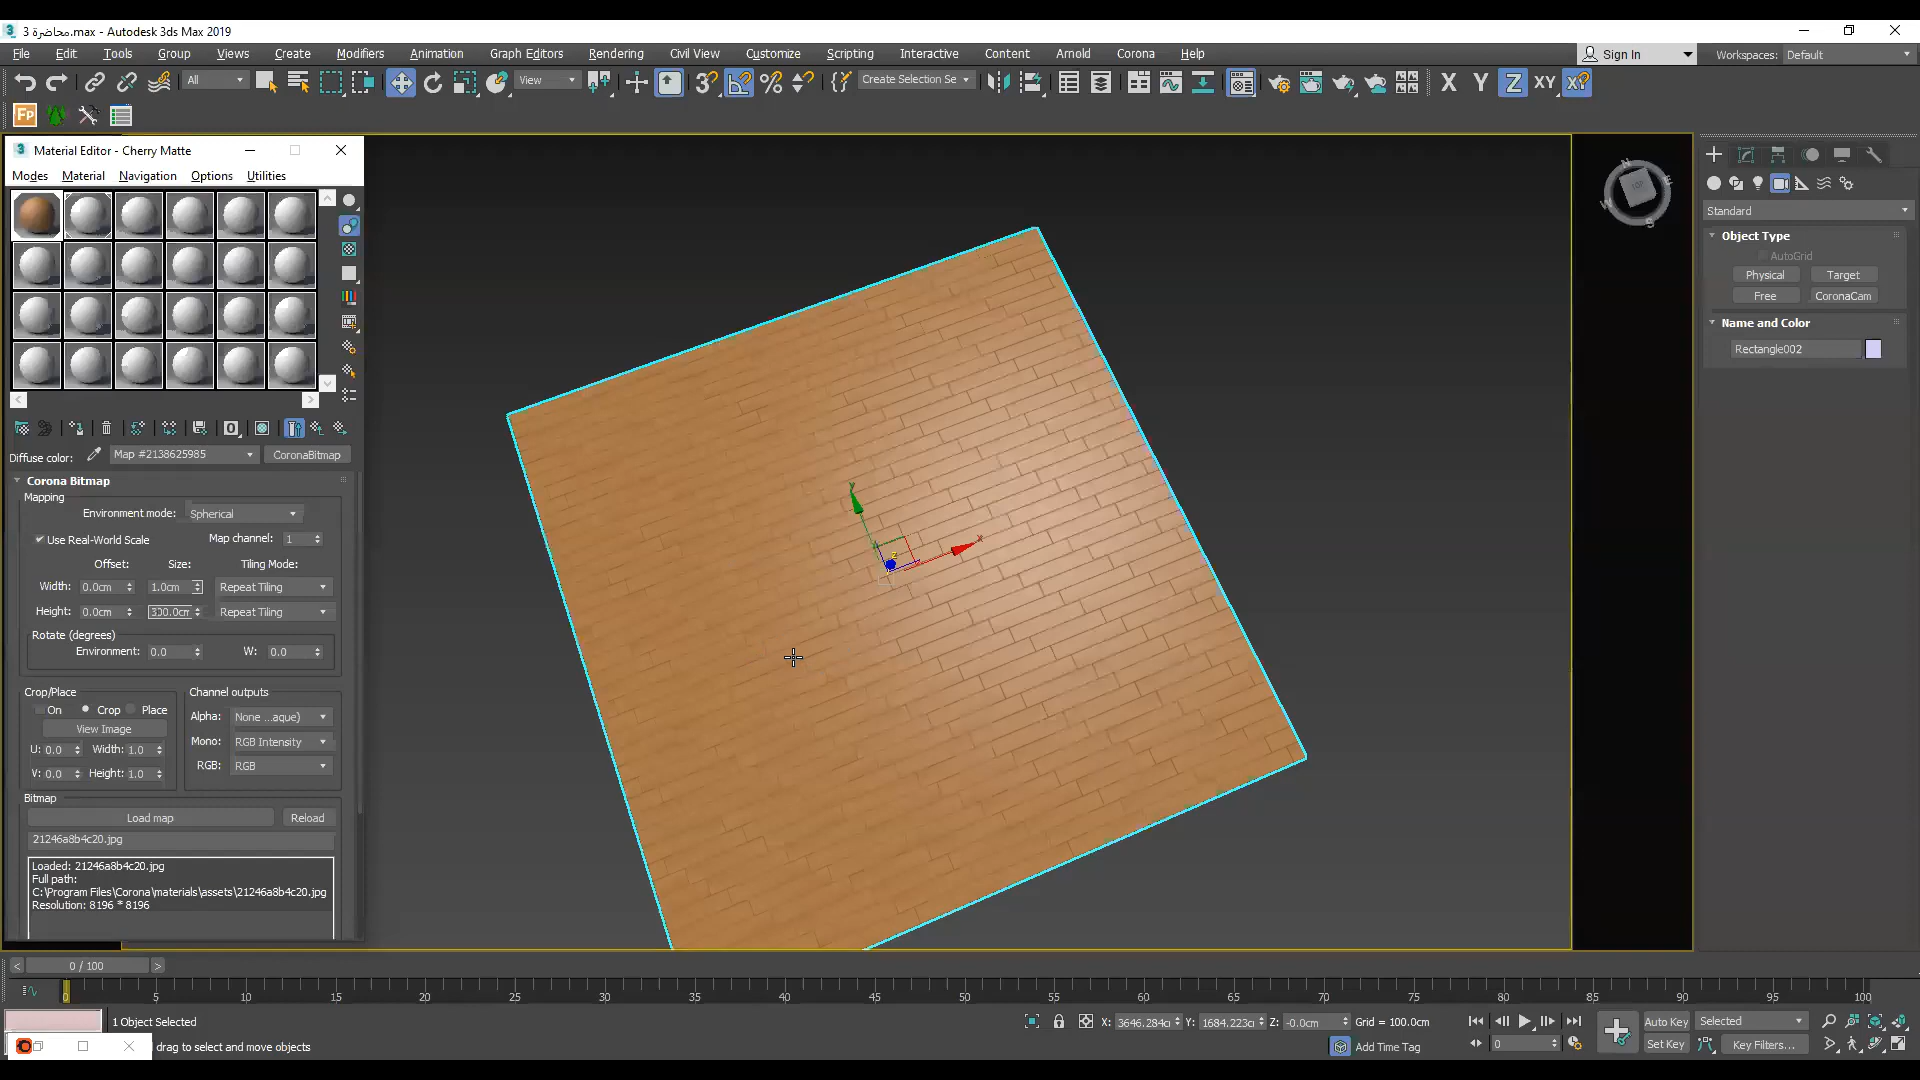 3 محاضرة.max - Autodesk 3ds Max 2019
File Edit Tools Group Views Create Modifiers Animation Graph Editors Rendering Civil View Customize Scripting Interactive Content Arnold Corona Help
Sign In Workspaces: Default
All View Create Selection Se X Y Z XY
Fp
Material Editor - Cherry Matte
Modes Material Navigation Options Utilities
Diffuse color: Map #2138625985 CoronaBitmap
Corona Bitmap
Mapping
Environment mode: Spherical
Use Real-World Scale Map channel: 1
Offset: Size: Tiling Mode:
Width: 0.0cm 1.0cm Repeat Tiling
Height: 0.0cm 300.0cm Repeat Tiling
Rotate (degrees)
Environment: 0.0 W: 0.0
Crop/Place
On Crop Place
View Image
U: 0.0 Width: 1.0
V: 0.0 Height: 1.0
Channel outputs
Alpha: None ...aque)
Mono: RGB Intensity
RGB: RGB
Bitmap
Load map Reload
21246a8b4c20.jpg
Loaded: 21246a8b4c20.jpg
Full path:
C:\Program Files\Corona\materials\assets\21246a8b4c20.jpg
Resolution: 8196 * 8196
y
z
x
N
E
S
W
TOP
Standard
Object Type
AutoGrid
Physical Target
Free CoronaCam
Name and Color
Rectangle002
< 0 / 100 >
0 5 10 15 20 25 30 35 40 45 50 55 60 65 70 75 80 85 90 95 100
1 Object Selected
X: 3646.284c Y: 1684.223c Z: -0.0cm Grid = 100.0cm
Auto Key Selected
drag to select and move objects
Add Time Tag
0
Set Key Key Filters...